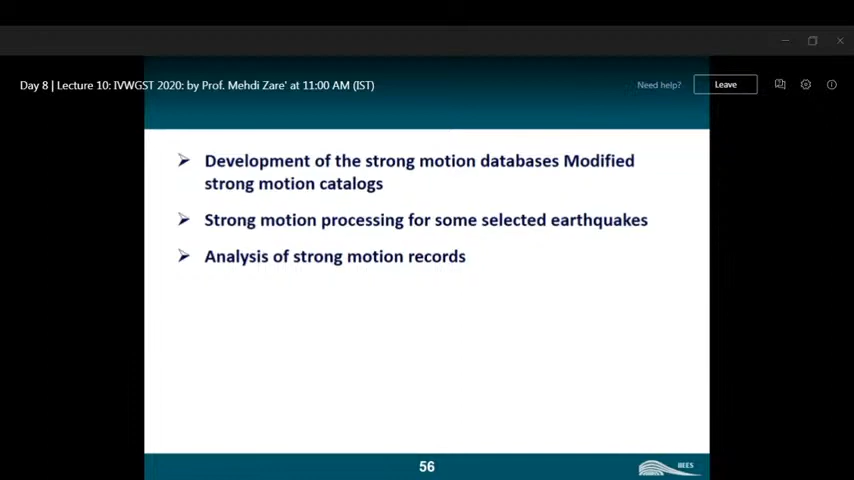 Day 8 | Lecture 10: IVWGST 2020: by Prof. Mehdi Zare' at 11:00 AM (IST)
Need help?
Leave
➢ Development of the strong motion databases Modified
strong motion catalogs
➢ Strong motion processing for some selected earthquakes
➢ Analysis of strong motion records
56